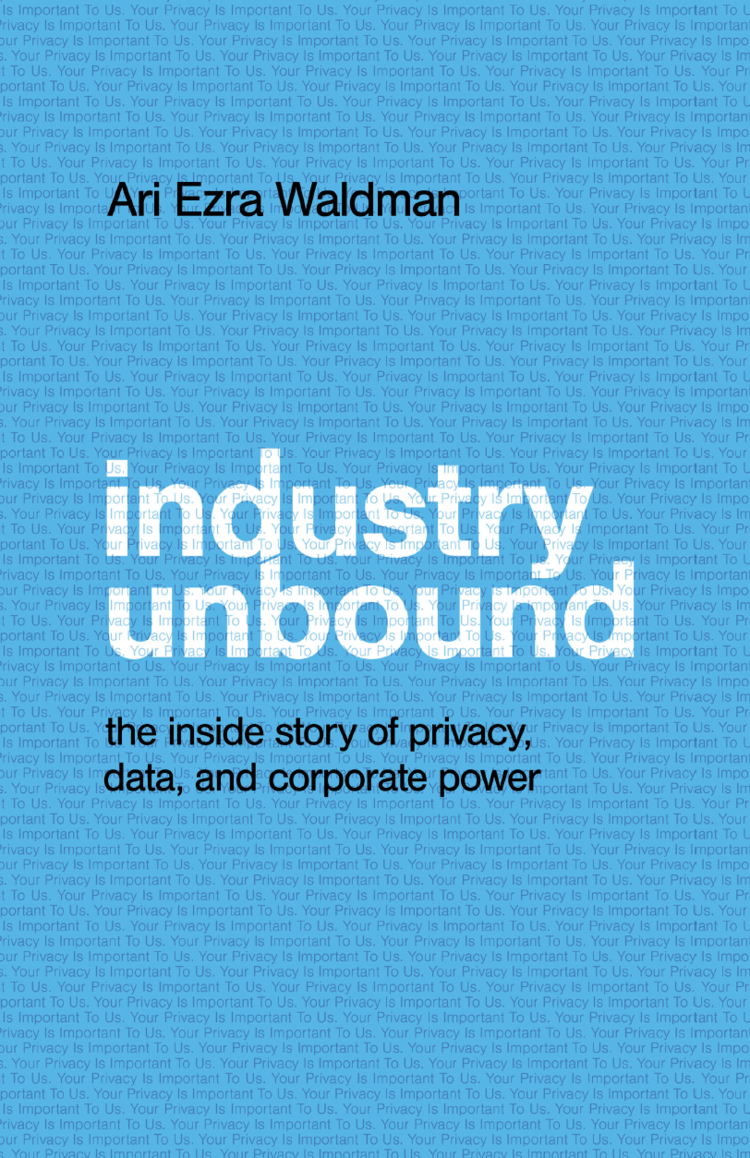 Your Privacy Is Important To Us.
Ari Ezra Waldman
industry
unbound
the inside story of privacy,
data, and corporate power